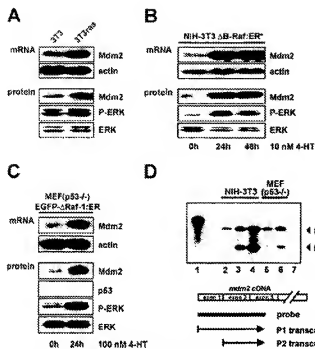 A
3T3
3T3ras
mRNA
Mdm2
actin
protein
Mdm2
P-ERK
ERK
B
NIH-3T3 ΔB-Raf:ER*
mRNA
Mdm2
actin
protein
Mdm2
P-ERK
ERK
0h 24h 48h 10 nM 4-HT
C
MEF(p53-/-)
EGFP-ΔRaf-1:ER
mRNA
Mdm2
actin
protein
Mdm2
p53
P-ERK
ERK
0h 24h 100 nM 4-HT
D
MEF
NIH-3T3 (p53-/-)
1 2 3 4 5 6 7
mdm2 cDNA
exon 1 exon 2 exon 3
probe
P1 transc
P2 transc